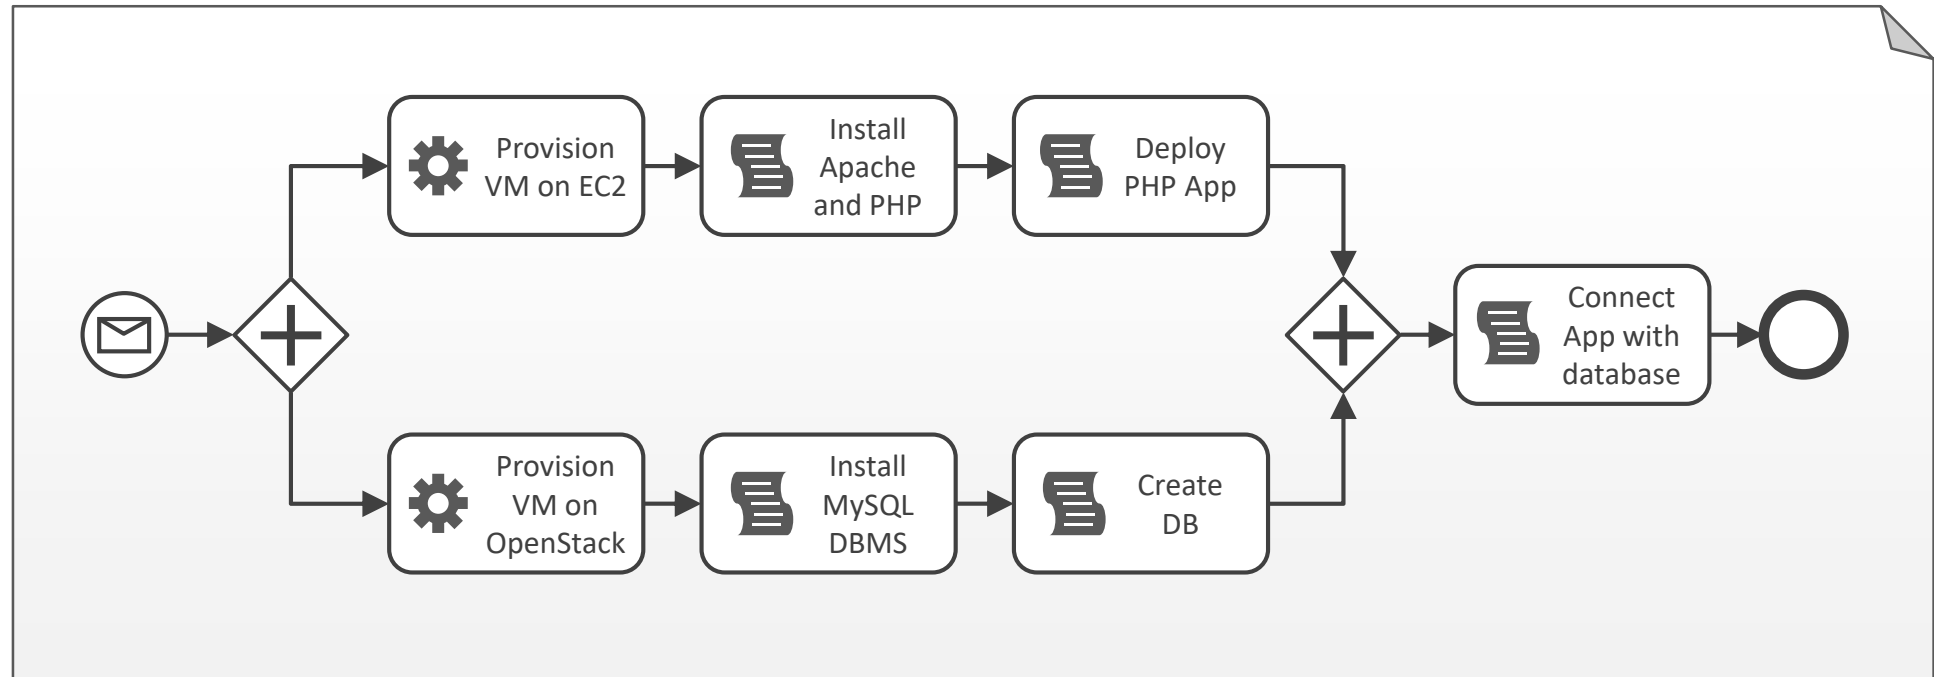 Provision
VM on EC2
Install
Apache
and PHP
Deploy
PHP App
Connect
App with
database
Provision
VM on
OpenStack
Install
MySQL
DBMS
Create
DB